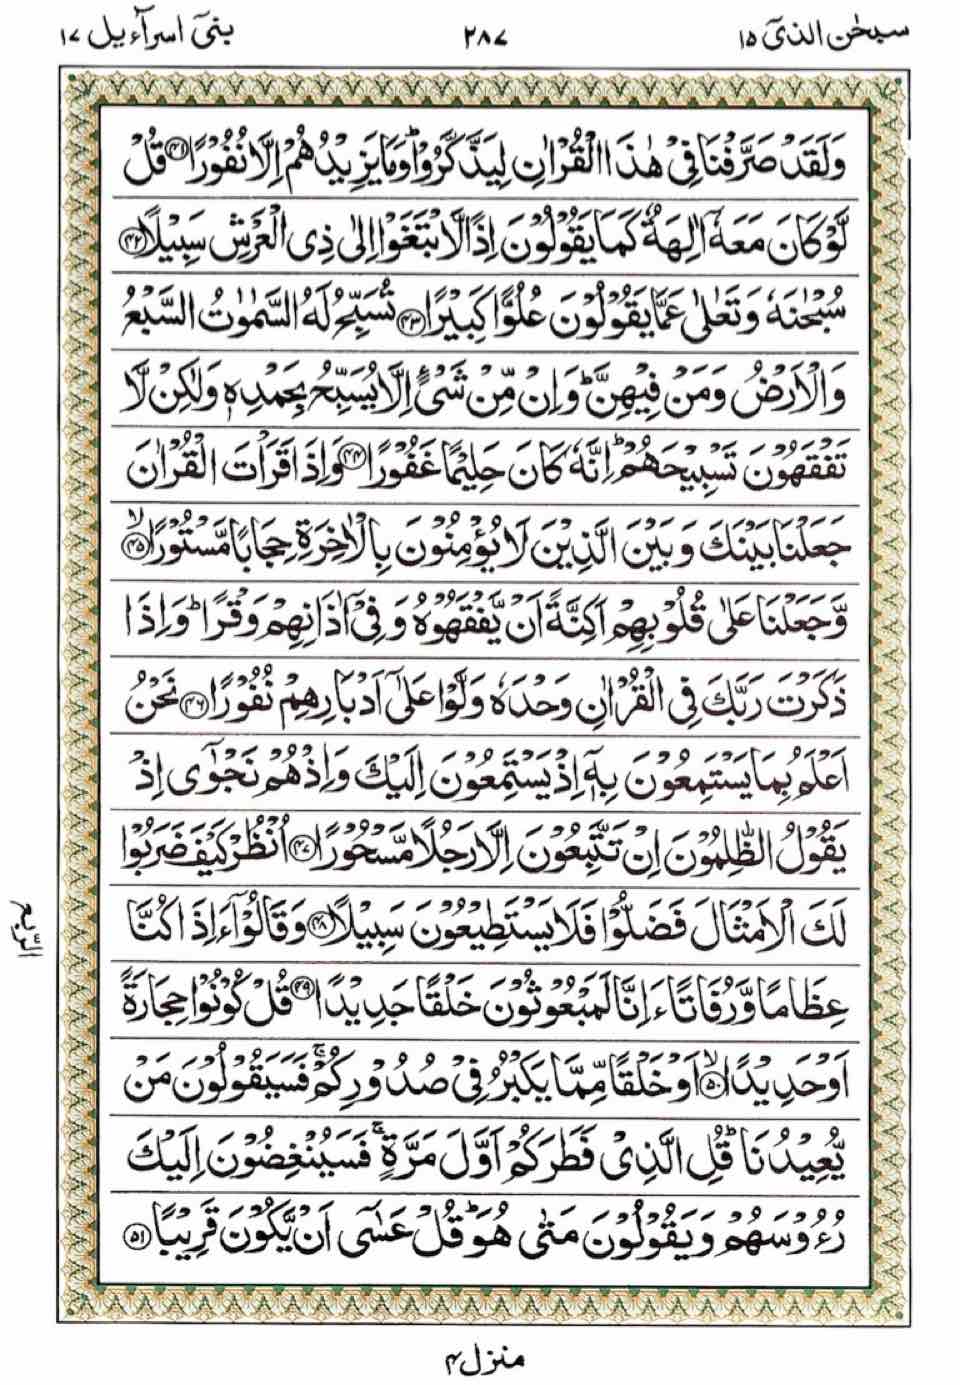 سبحٰن الذیٓ ۱۵
۲۸۷
بنیٓ اسرآءیل ۱۷
وَلَقَدْ صَرَّفْنَا فِیْ هٰذَا الْقُرْاٰنِ لِیَذَّكَّرُوْاؕ وَمَا یَزِیْدُهُمْ اِلَّا نُفُوْرًا ﴿۴۱﴾ قُلْ
لَّوْ كَانَ مَعَهٗۤ اٰلِهَةٌ كَمَا یَقُوْلُوْنَ اِذًا لَّابْتَغَوْا اِلٰى ذِی الْعَرْشِ سَبِیْلًا ﴿۴۲﴾
سُبْحٰنَهٗ وَتَعٰلٰى عَمَّا یَقُوْلُوْنَ عُلُوًّا كَبِیْرًا ﴿۴۳﴾ تُسَبِّحُ لَهُ السَّمٰوٰتُ السَّبْعُ
وَالْاَرْضُ وَمَنْ فِیْهِنَّؕ وَاِنْ مِّنْ شَیْءٍ اِلَّا یُسَبِّحُ بِحَمْدِهٖ وَلٰكِنْ لَّا
تَفْقَهُوْنَ تَسْبِیْحَهُمْؕ اِنَّهٗ كَانَ حَلِیْمًا غَفُوْرًا ﴿۴۴﴾ وَاِذَا قَرَاْتَ الْقُرْاٰنَ
جَعَلْنَا بَیْنَكَ وَبَیْنَ الَّذِیْنَ لَا یُؤْمِنُوْنَ بِالْاٰخِرَةِ حِجَابًا مَّسْتُوْرًاۙ ﴿۴۵﴾
وَّجَعَلْنَا عَلٰى قُلُوْبِهِمْ اَكِنَّةً اَنْ یَّفْقَهُوْهُ وَفِیْۤ اٰذَانِهِمْ وَقْرًاؕ وَاِذَا
ذَكَرْتَ رَبَّكَ فِی الْقُرْاٰنِ وَحْدَهٗ وَلَّوْا عَلٰۤى اَدْبَارِهِمْ نُفُوْرًا ﴿۴۶﴾ نَحْنُ
اَعْلَمُ بِمَا یَسْتَمِعُوْنَ بِهٖۤ اِذْ یَسْتَمِعُوْنَ اِلَیْكَ وَاِذْ هُمْ نَجْوٰۤى اِذْ
یَقُوْلُ الظّٰلِمُوْنَ اِنْ تَتَّبِعُوْنَ اِلَّا رَجُلًا مَّسْحُوْرًا ﴿۴۷﴾ اُنْظُرْ كَیْفَ ضَرَبُوْا
لَكَ الْاَمْثَالَ فَضَلُّوْا فَلَا یَسْتَطِیْعُوْنَ سَبِیْلًا ﴿۴۸﴾ وَقَالُوْۤا ءَاِذَا كُنَّا
عِظَامًا وَّرُفَاتًا ءَاِنَّا لَمَبْعُوْثُوْنَ خَلْقًا جَدِیْدًا ﴿۴۹﴾ قُلْ كُوْنُوْا حِجَارَةً
اَوْ حَدِیْدًاۙ ﴿۵۰﴾ اَوْ خَلْقًا مِّمَّا یَكْبُرُ فِیْ صُدُوْرِكُمْۚ فَسَیَقُوْلُوْنَ مَنْ
یُّعِیْدُنَاؕ قُلِ الَّذِیْ فَطَرَكُمْ اَوَّلَ مَرَّةٍۚ فَسَیُنْغِضُوْنَ اِلَیْكَ
رُءُوْسَهُمْ وَیَقُوْلُوْنَ مَتٰى هُوَؕ قُلْ عَسٰۤى اَنْ یَّكُوْنَ قَرِیْبًا ﴿۵۱﴾
الرّبع
منزل ۴